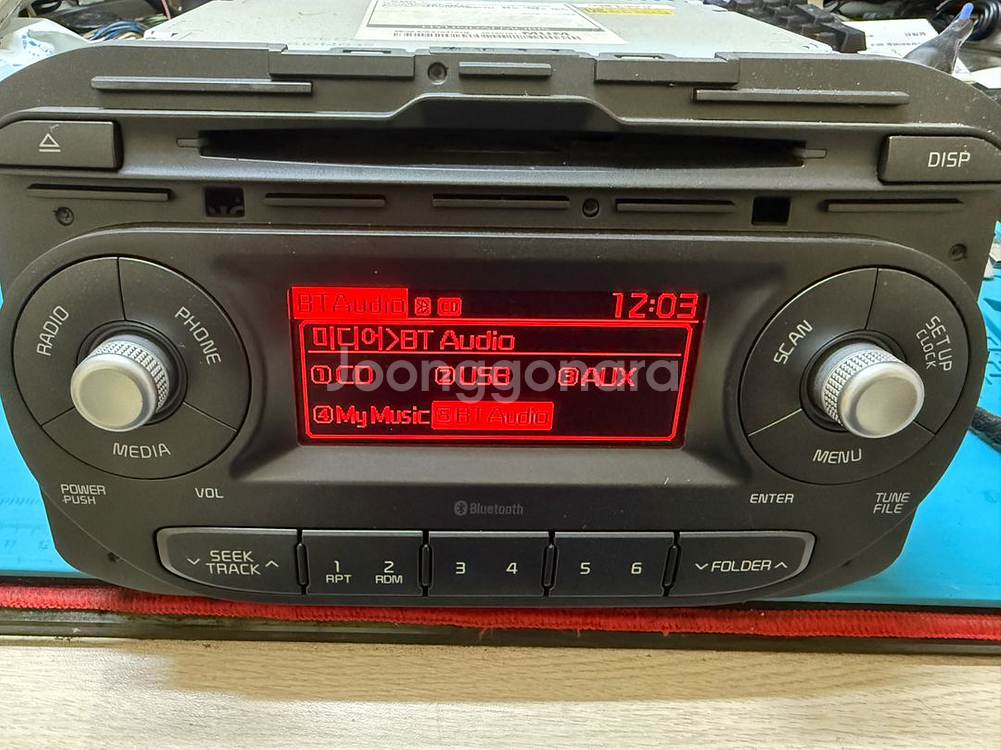 DISP
RADIO
PHONE
MEDIA
POWER
PUSH
VOL
BT Audio CD 12:03
미디어>BT Audio
①CD ②USB ③AUX
④My Music ⑤BT Audio
joonggonara
SCAN
SETUP
CLOCK
MENU
ENTER
TUNE
FILE
Bluetooth
SEEK
TRACK
1
RPT
2
RDM
3
4
5
6
FOLDER